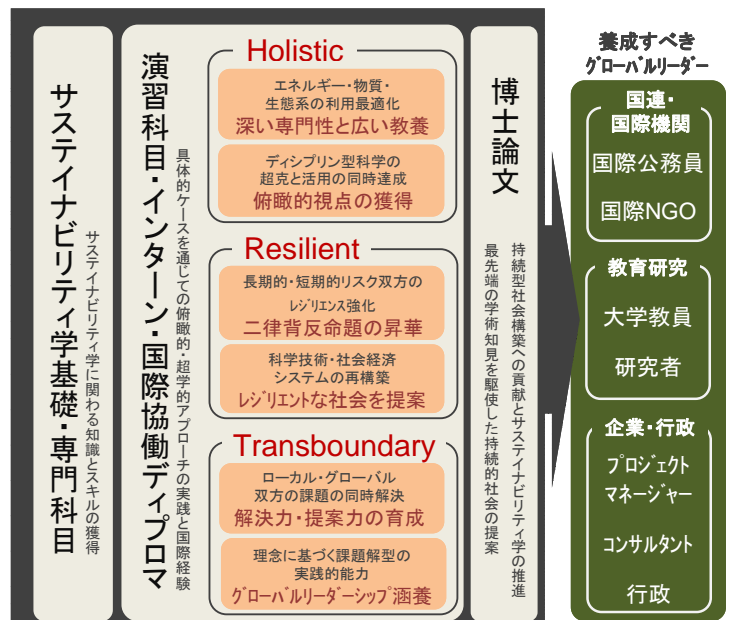 サステイナビリティ学基礎・専門科目
サステイナビリティ学に関わる知識とスキルの獲得
演習科目・インターン・国際協働ディプロマ
具体的ケースを通じての俯瞰的・超学的アプローチの実践と国際経験
Holistic
エネルギー・物質・
生態系の利用最適化
深い専門性と広い教養
ディシプリン型科学の
超克と活用の同時達成
俯瞰的視点の獲得
Resilient
長期的・短期的リスク双方の
レジリエンス強化
二律背反命題の昇華
科学技術・社会経済
システムの再構築
レジリエントな社会を提案
Transboundary
ローカル・グローバル
双方の課題の同時解決
解決力・提案力の育成
理念に基づく課題解型の
実践的能力
グローバルリーダーシップ涵養
博士論文
持続型社会構築への貢献とサステイナビリティ学の推進
最先端の学術知見を駆使した持続的社会の提案
養成すべき
グローバルリーダー
国連・
国際機関
国際公務員
国際NGO
教育研究
大学教員
研究者
企業・行政
プロジェクト
マネージャー
コンサルタント
行政